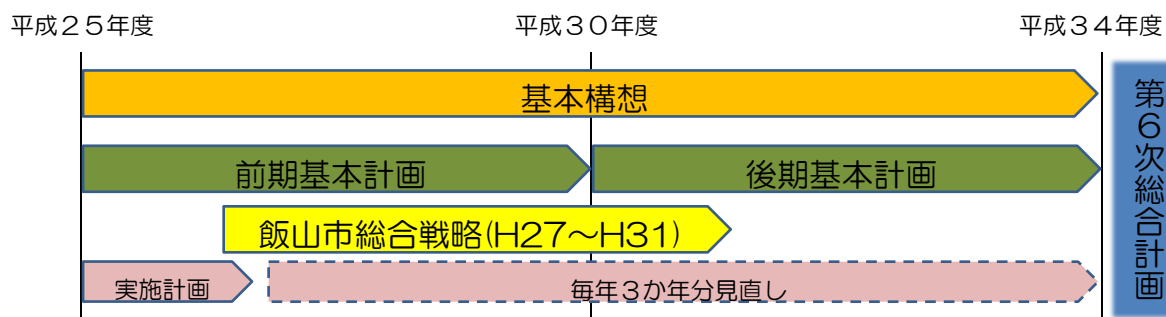 平成２５年度
平成３０年度
平成３４年度
基本構想
前期基本計画
後期基本計画
飯山市総合戦略(H27～H31)
実施計画
毎年３か年分見直し
第６次総合計画